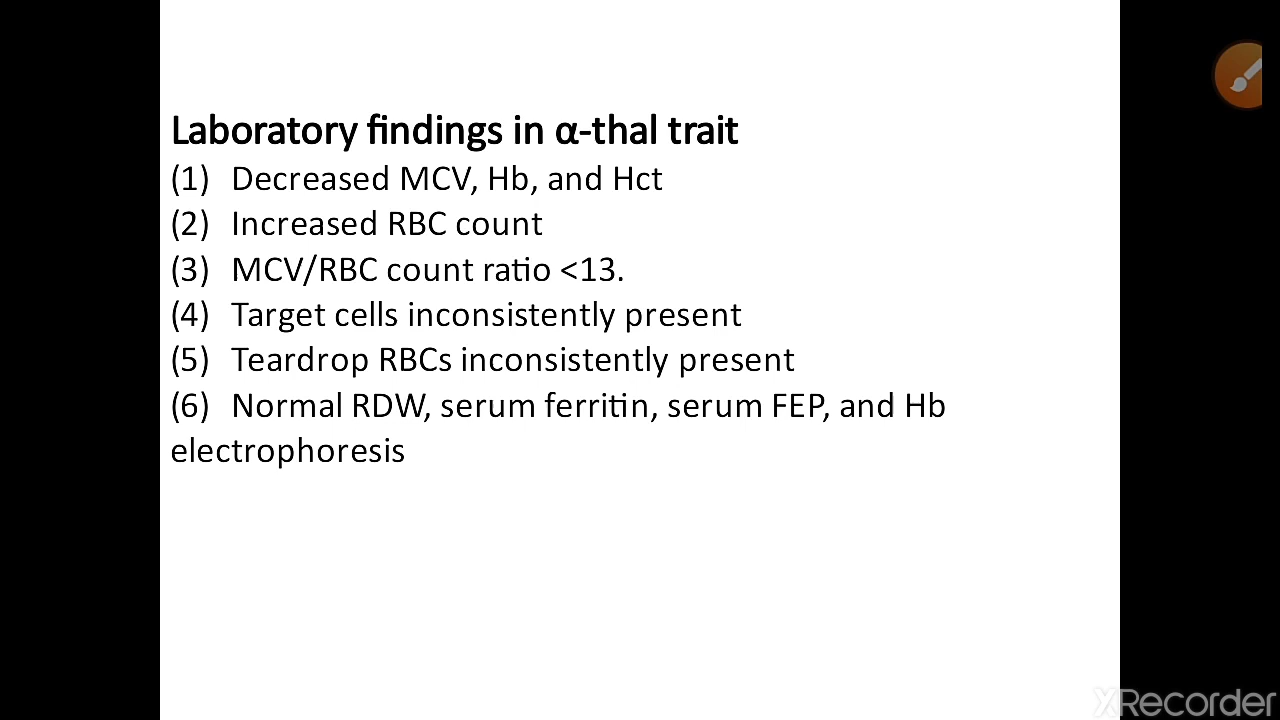 Laboratory findings in α-thal trait
(1) Decreased MCV, Hb, and Hct
(2) Increased RBC count
(3) MCV/RBC count ratio <13.
(4) Target cells inconsistently present
(5) Teardrop RBCs inconsistently present
(6) Normal RDW, serum ferritin, serum FEP, and Hb
electrophoresis
XRecorder